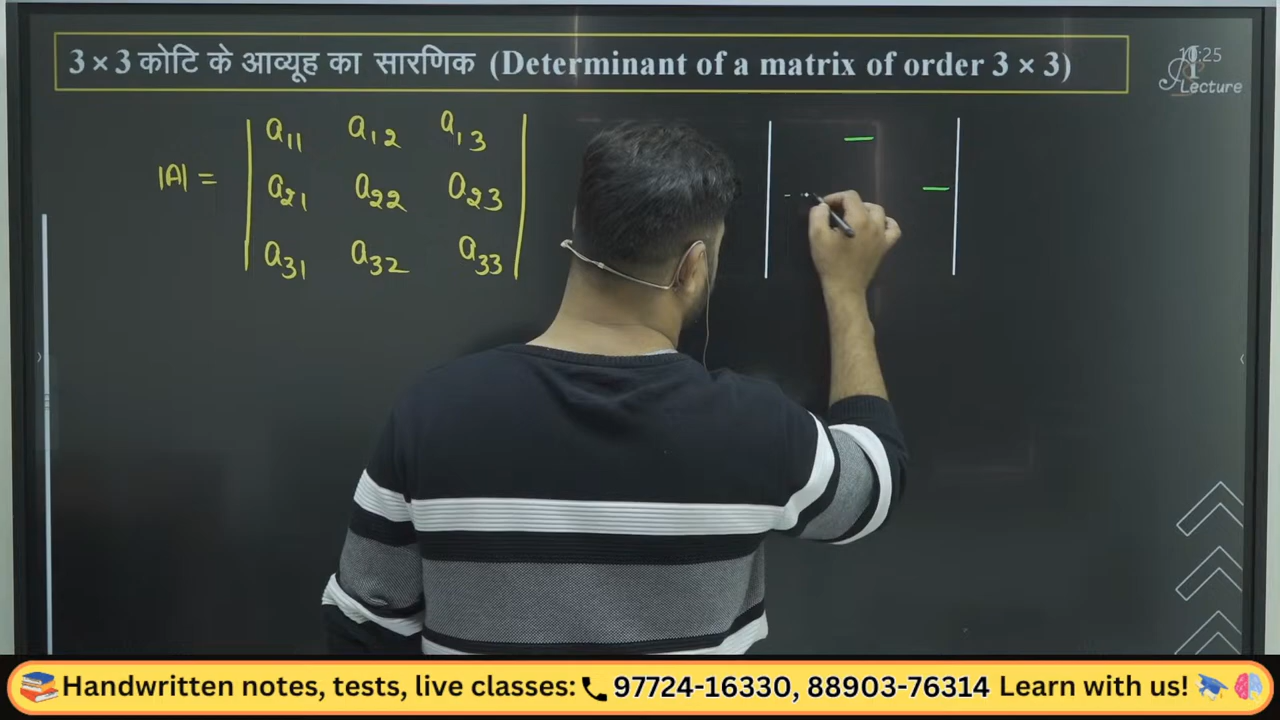 3 × 3 कोटि के आव्यूह का सारणिक (Determinant of a matrix of order 3 × 3)
Lecture
|A| =
a₁₁ a₁₂ a₁₃
a₂₁ a₂₂ a₂₃
a₃₁ a₃₂ a₃₃
Handwritten notes, tests, live classes: 97724-16330, 88903-76314 Learn with us!